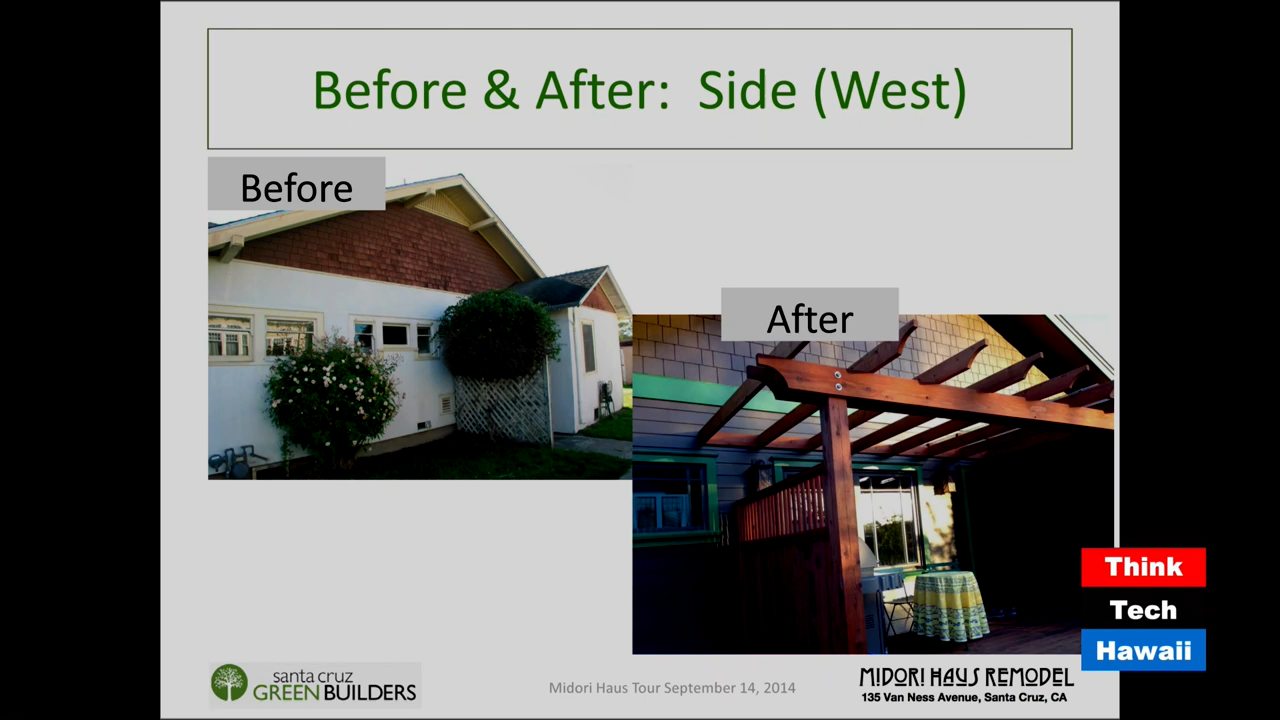 Before & After: Side (West)
Before
After
Think
Tech
Hawaii
santa cruz
GREEN BUILDERS
Midori Haus Tour September 14, 2014
MIDORI HAUS REMODEL
135 Van Ness Avenue, Santa Cruz, CA